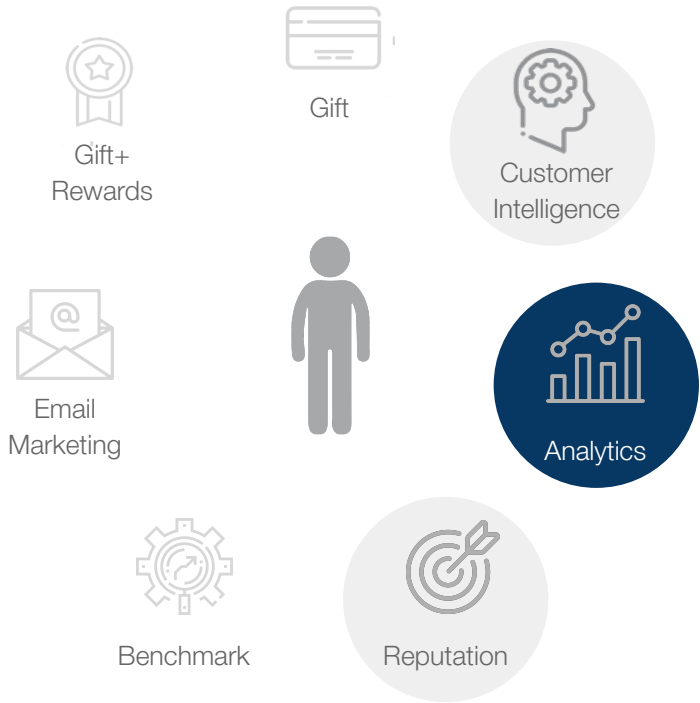 Gift
Gift+
Rewards
Customer
Intelligence
@
Email
Marketing
Analytics
Benchmark
Reputation